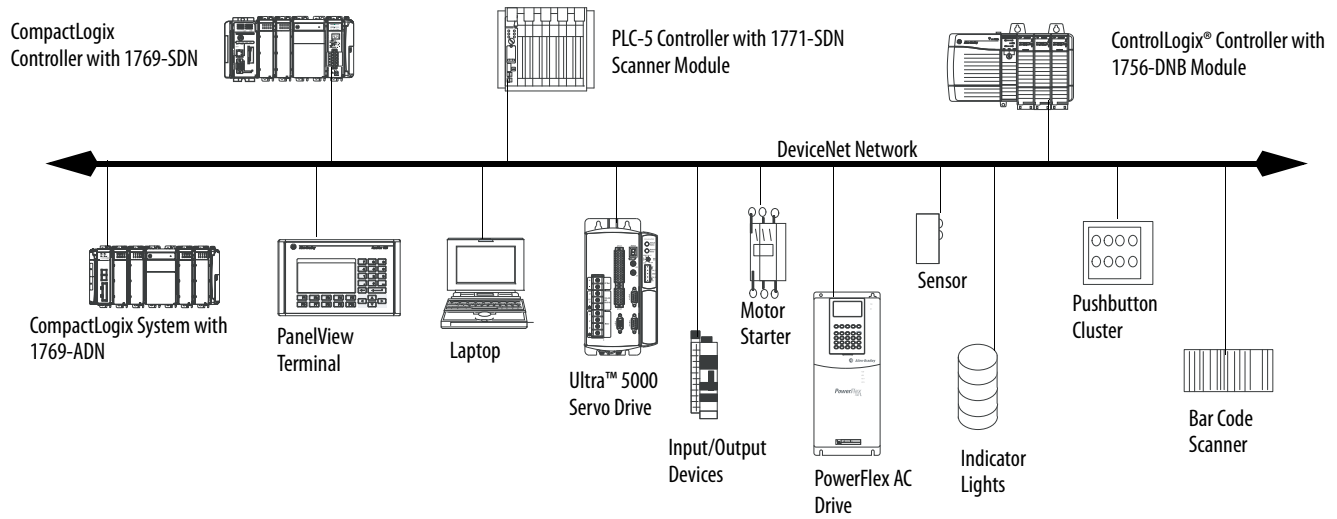 CompactLogix
Controller with 1769-SDN
PLC-5 Controller with 1771-SDN
Scanner Module
ControlLogix® Controller with
1756-DNB Module
DeviceNet Network
CompactLogix System with
1769-ADN
PanelView
Terminal
Laptop
Ultra™ 5000
Servo Drive
Input/Output
Devices
Motor
Starter
PowerFlex
PowerFlex AC
Drive
Sensor
Indicator
Lights
Pushbutton
Cluster
Bar Code
Scanner